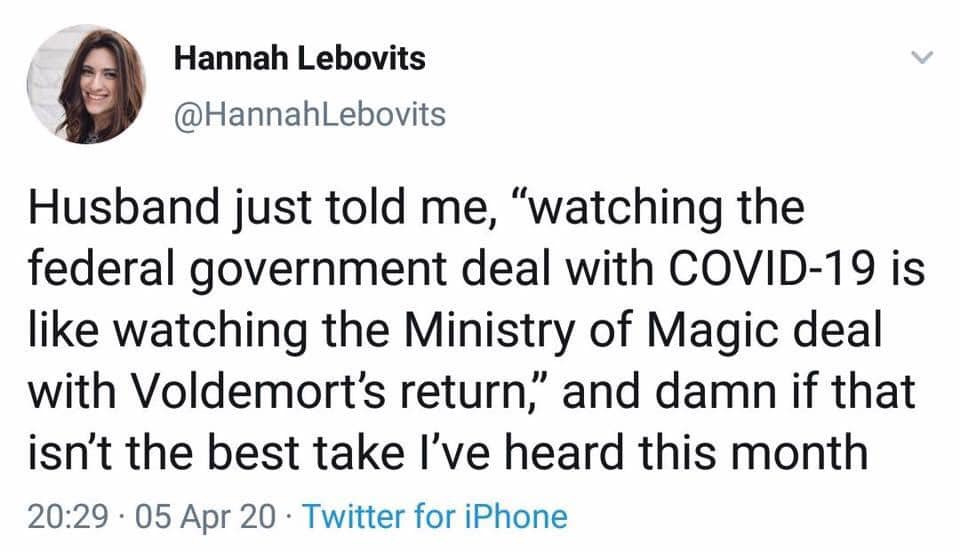 Hannah Lebovits
@HannahLebovits
Husband just told me, “watching the
federal government deal with COVID-19 is
like watching the Ministry of Magic deal
with Voldemort’s return,” and damn if that
isn’t the best take I’ve heard this month
20:29 · 05 Apr 20 · Twitter for iPhone